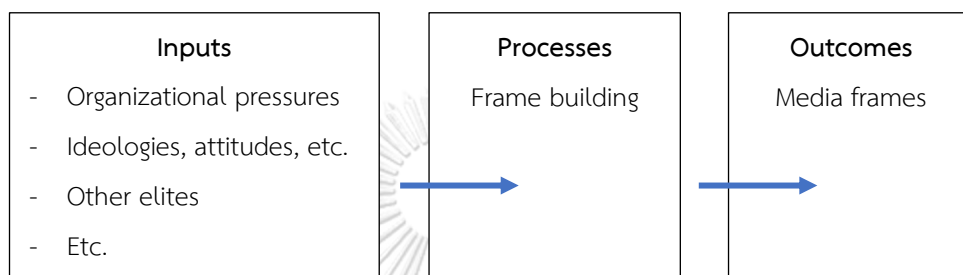 Inputs
- Organizational pressures
- Ideologies, attitudes, etc.
- Other elites
- Etc.
Processes
Frame building
Outcomes
Media frames